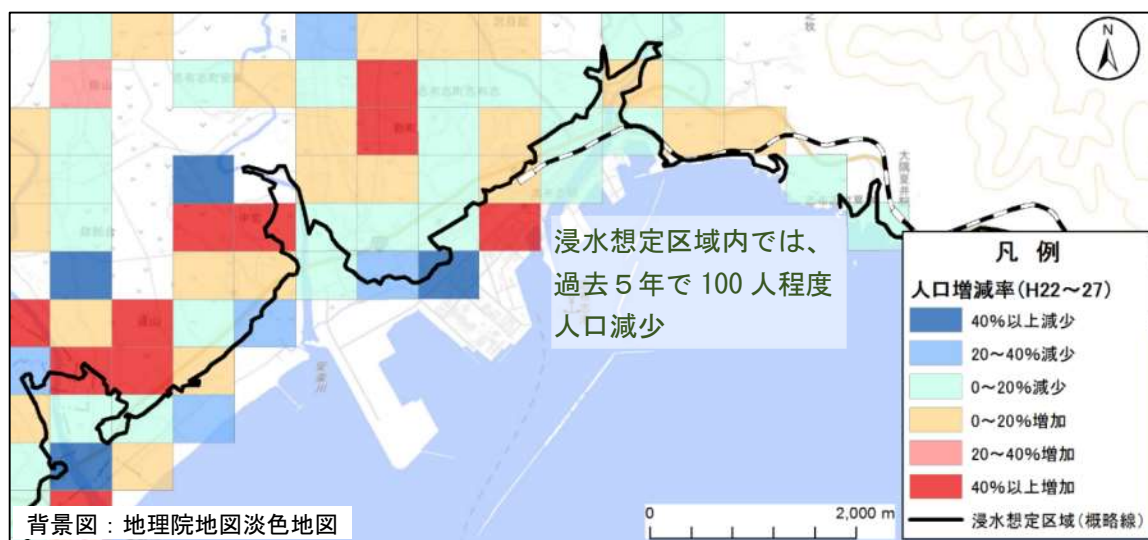 浸水想定区域内では、
過去５年で 100 人程度
人口減少
大隅夏井
凡 例
人口増減率（H22～27）
40%以上減少
20～40%減少
0～20%減少
0～20%増加
20～40%増加
40%以上増加
浸水想定区域（概略線）
0
2,000 m
背景図：地理院地図淡色地図